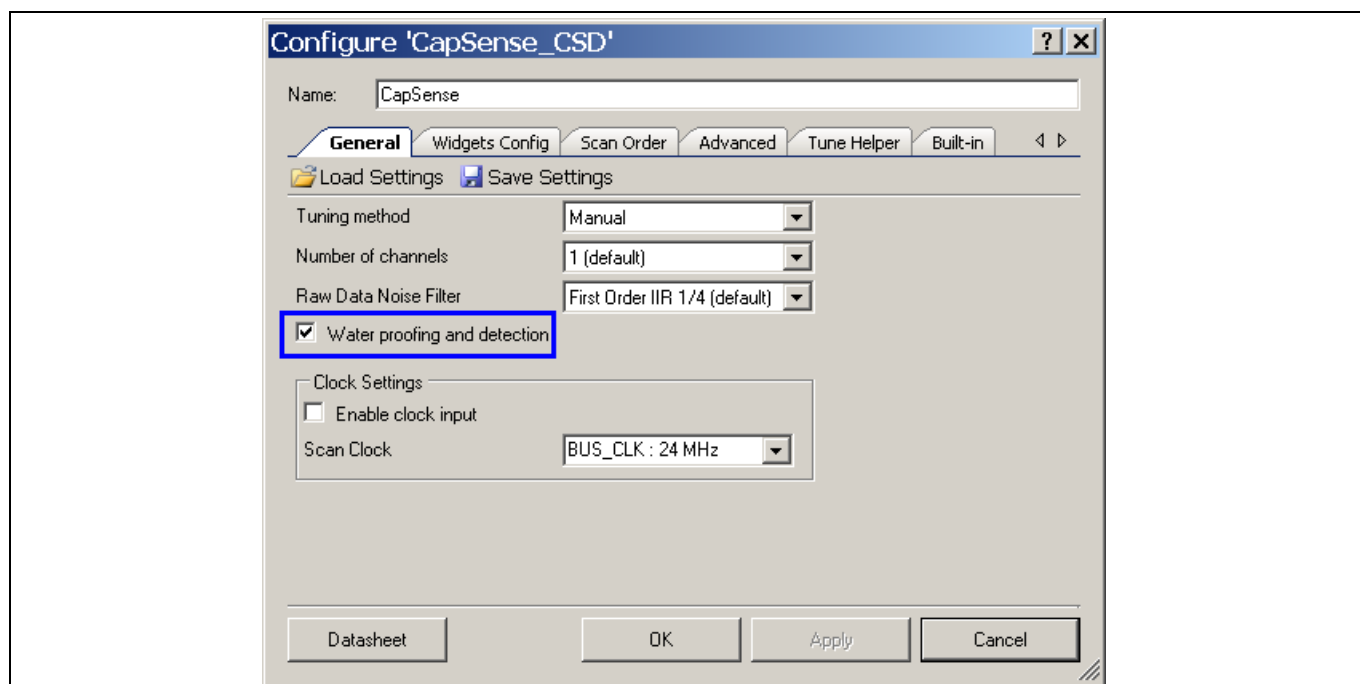 Configure 'CapSense_CSD'
Name: CapSense
General Widgets Config Scan Order Advanced Tune Helper Built-in
Load Settings Save Settings
Tuning method Manual
Number of channels 1 (default)
Raw Data Noise Filter First Order IIR 1/4 (default)
Water proofing and detection
Clock Settings
Enable clock input
Scan Clock BUS_CLK : 24 MHz
Datasheet OK Apply Cancel